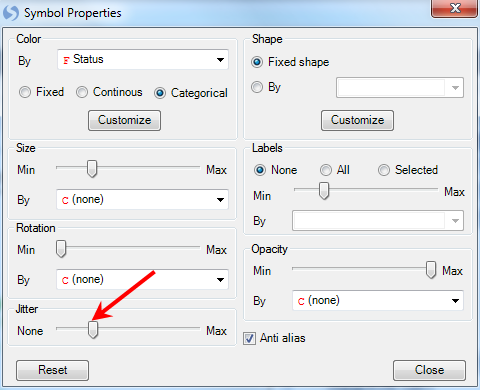 Symbol Properties
Color
By F Status
Fixed Continous Categorical
Customize
Size
Min Max
By C (none)
Rotation
Min Max
By C (none)
Jitter
None Max
Reset
Shape
Fixed shape
By
Customize
Labels
None All Selected
Min Max
By
Opacity
Min Max
By C (none)
Anti alias
Close